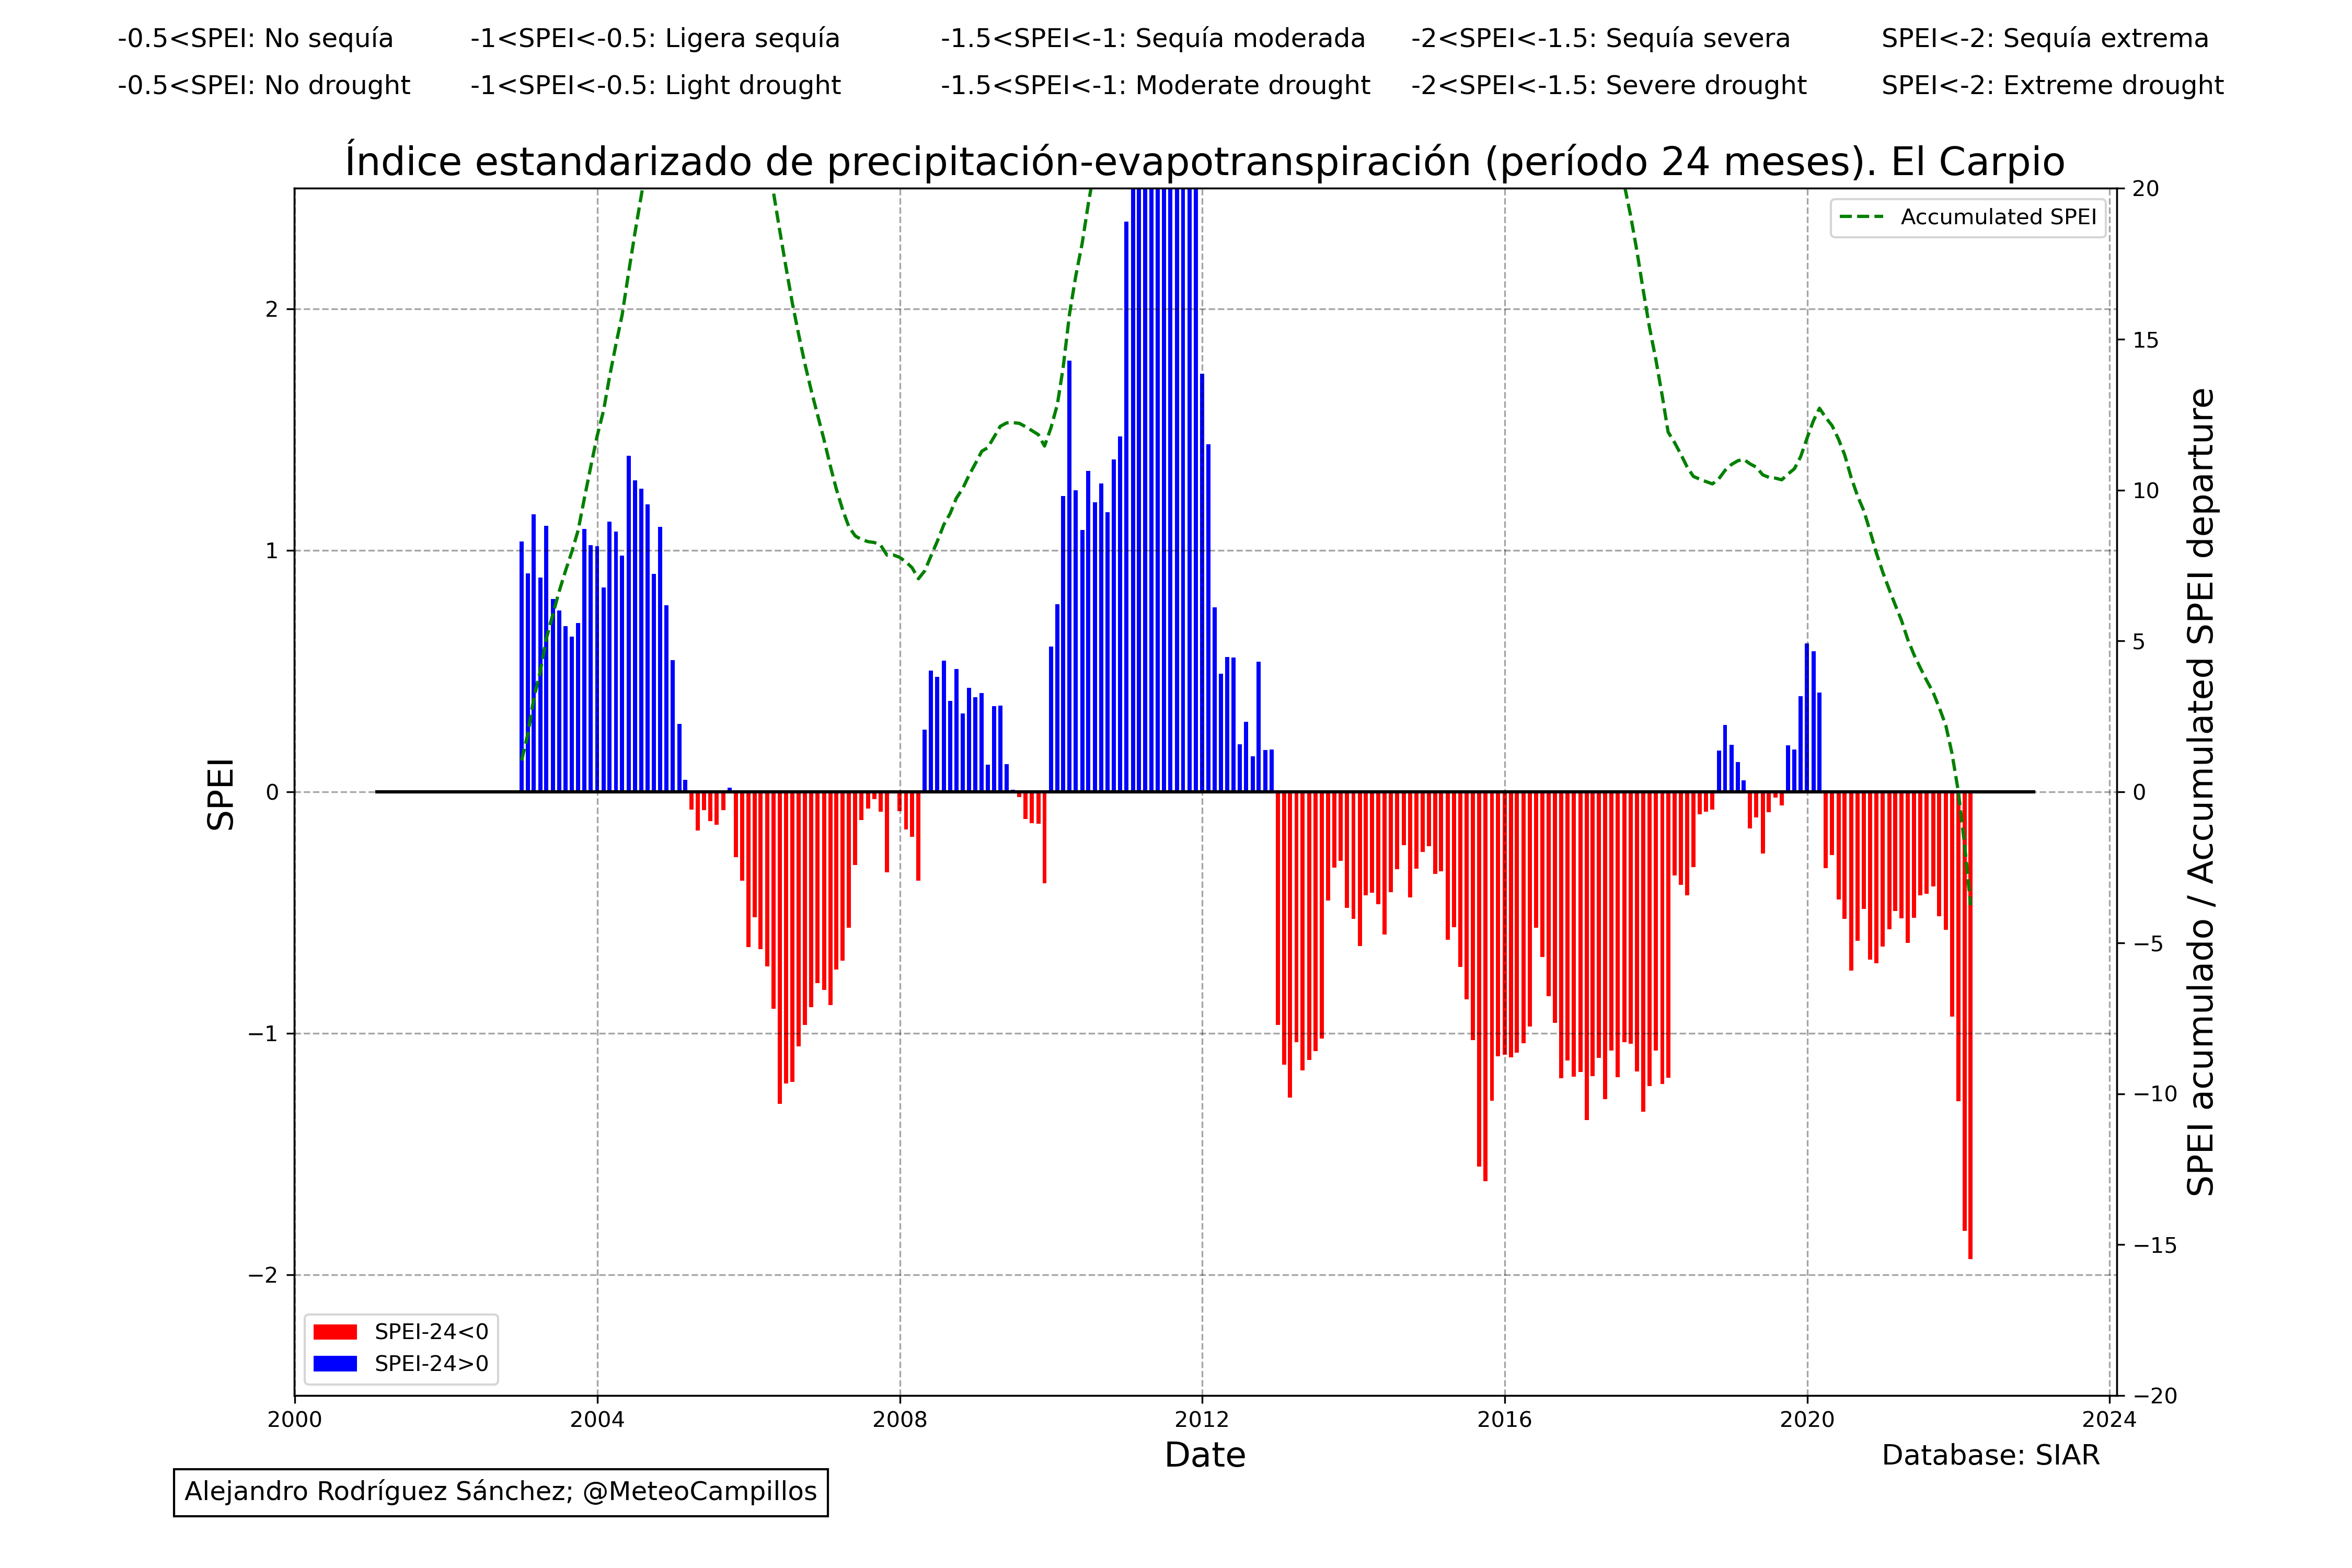 -0.5<SPEI: No sequía -1<SPEI<-0.5: Ligera sequía -1.5<SPEI<-1: Sequía moderada -2<SPEI<-1.5: Sequía severa SPEI<-2: Sequía extrema
-0.5<SPEI: No drought -1<SPEI<-0.5: Light drought -1.5<SPEI<-1: Moderate drought -2<SPEI<-1.5: Severe drought SPEI<-2: Extreme drought
Índice estandarizado de precipitación-evapotranspiración (período 24 meses). El Carpio
Accumulated SPEI
SPEI
2
1
0
−1
−2
20
15
10
5
0
−5
−10
−15
−20
SPEI acumulado / Accumulated SPEI departure
SPEI-24<0
SPEI-24>0
2000 2004 2008 2012 2016 2020 2024
Date
Database: SIAR
Alejandro Rodríguez Sánchez; @MeteoCampillos